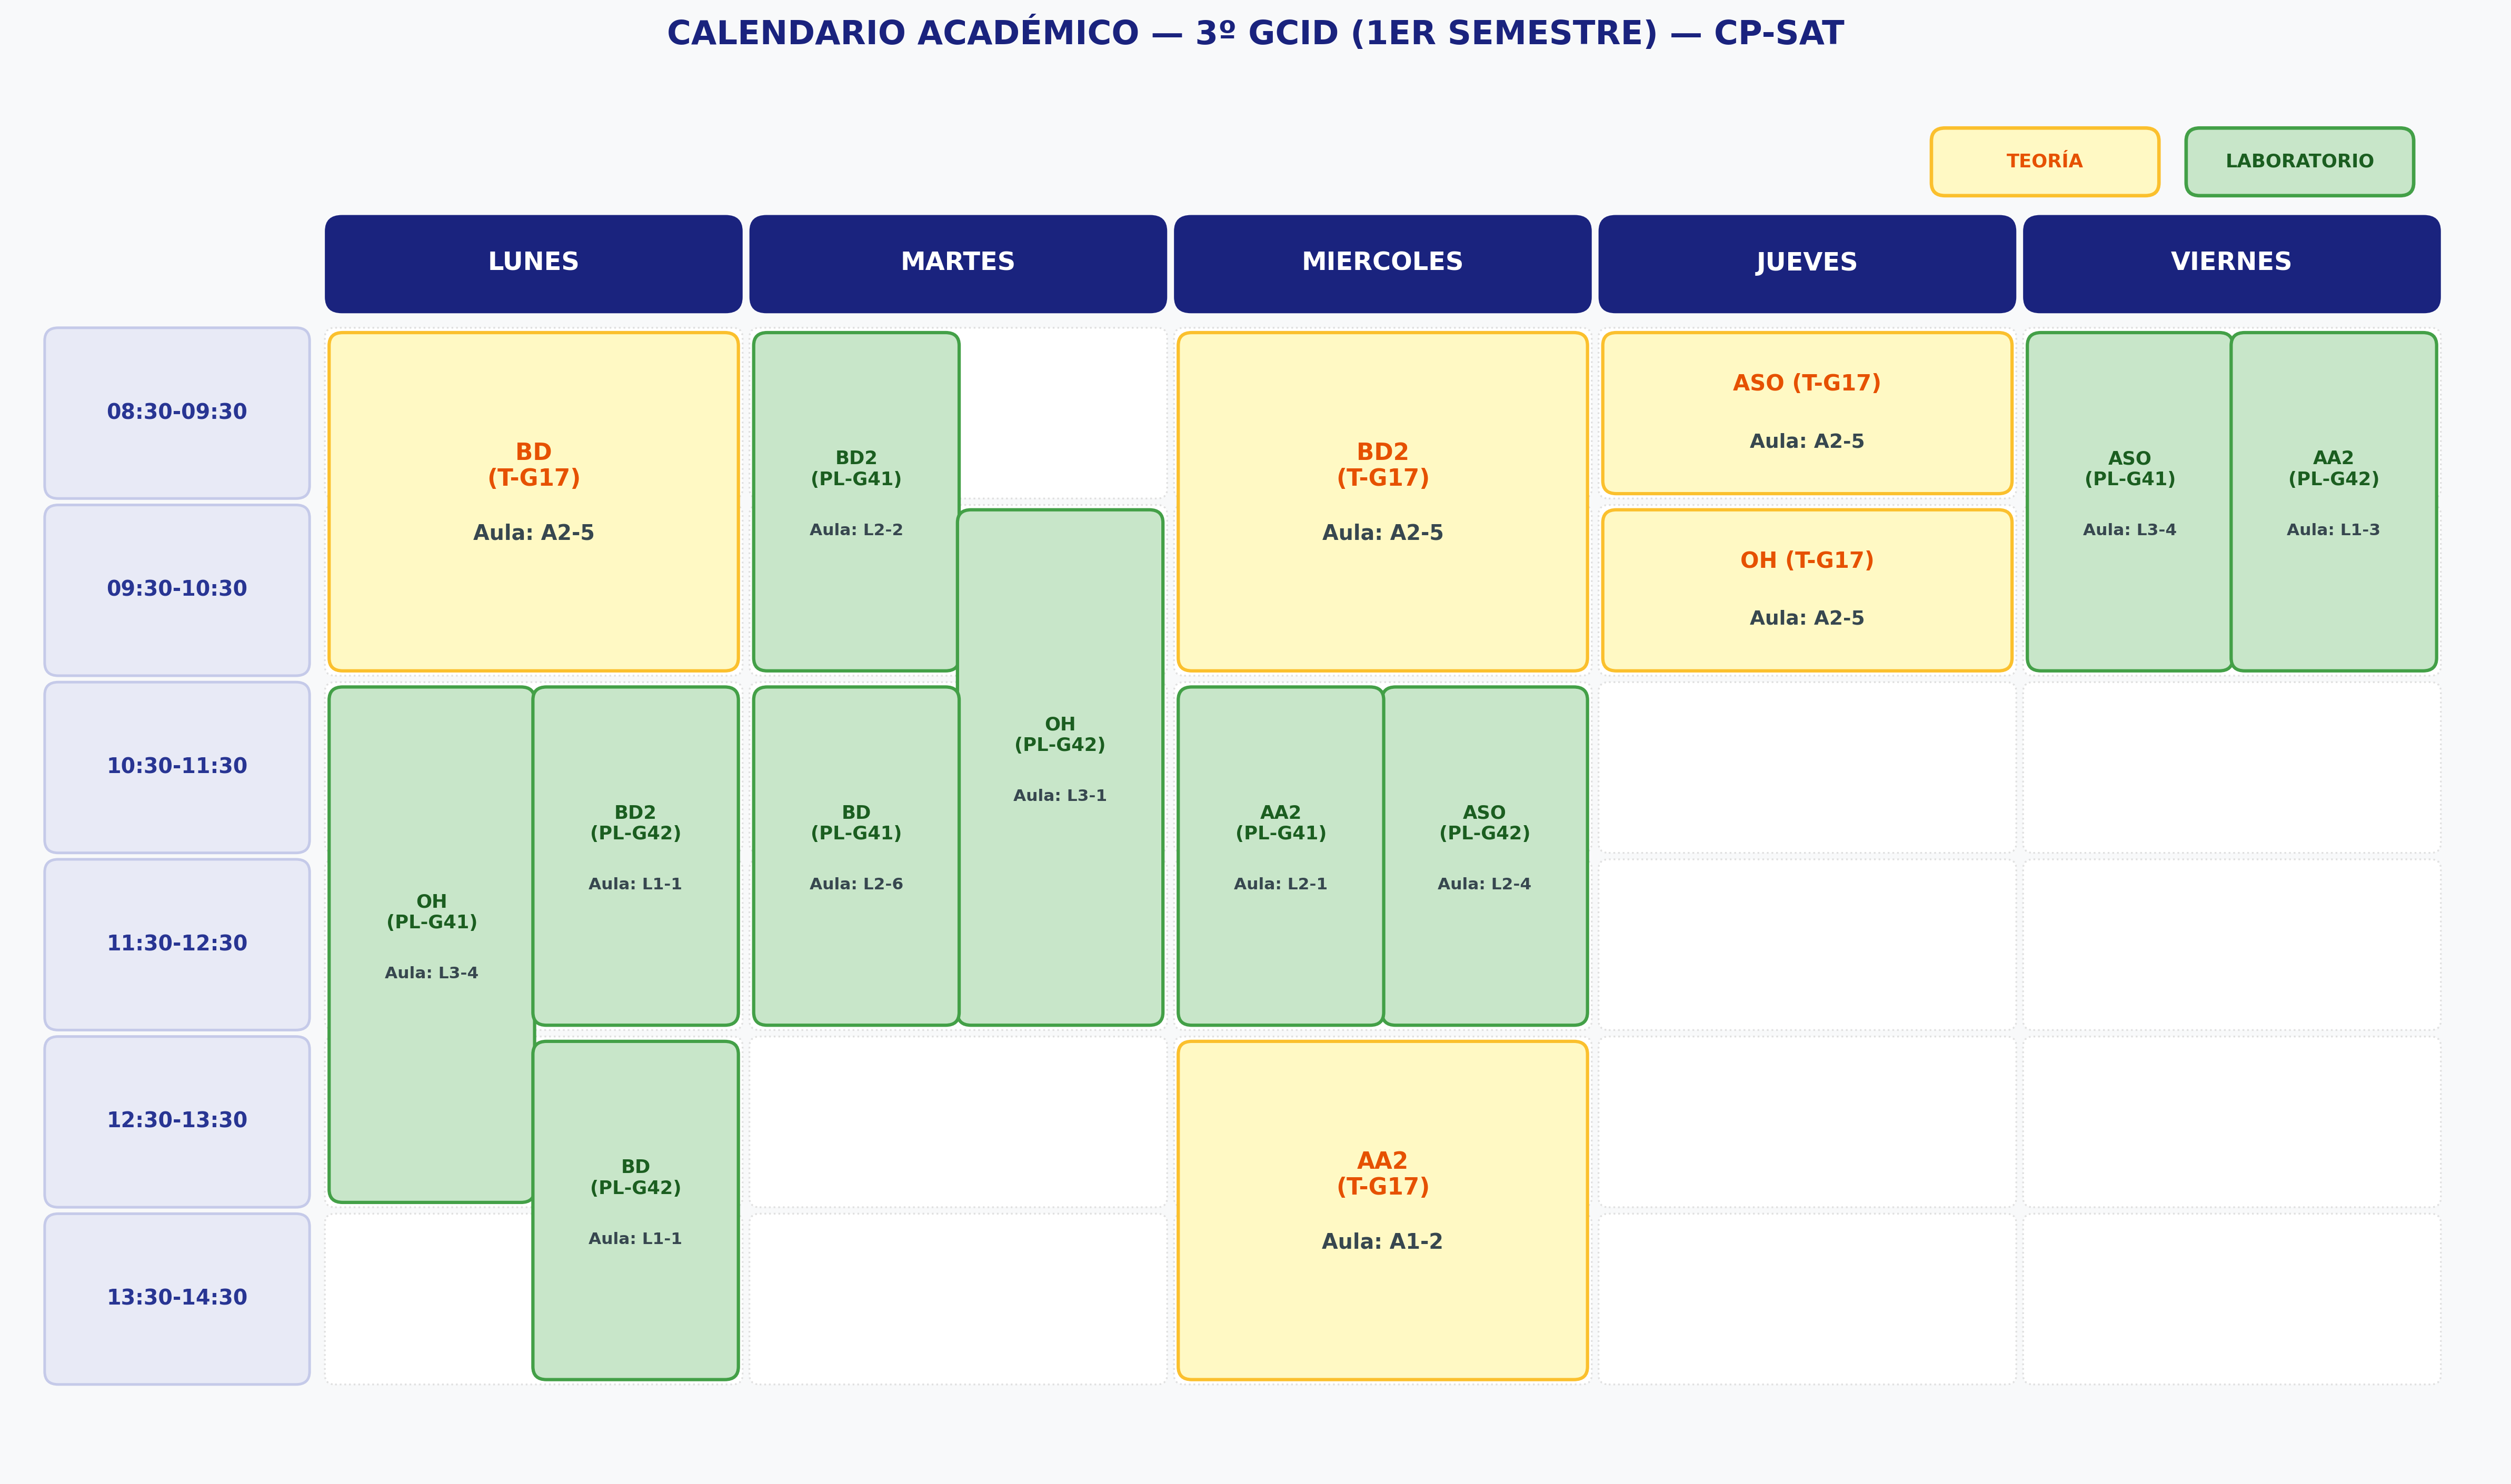 CALENDARIO ACADÉMICO — 3º GCID (1ER SEMESTRE) — CP-SAT
TEORÍA
LABORATORIO
LUNES
MARTES
MIERCOLES
JUEVES
VIERNES
08:30-09:30
09:30-10:30
10:30-11:30
11:30-12:30
12:30-13:30
13:30-14:30
BD
(T-G17)
Aula: A2-5
OH
(PL-G41)
Aula: L3-4
BD2
(PL-G42)
Aula: L1-1
BD
(PL-G42)
Aula: L1-1
BD2
(PL-G41)
Aula: L2-2
OH
(PL-G42)
Aula: L3-1
BD
(PL-G41)
Aula: L2-6
BD2
(T-G17)
Aula: A2-5
AA2
(PL-G41)
Aula: L2-1
ASO
(PL-G42)
Aula: L2-4
AA2
(T-G17)
Aula: A1-2
ASO (T-G17)
Aula: A2-5
OH (T-G17)
Aula: A2-5
ASO
(PL-G41)
Aula: L3-4
AA2
(PL-G42)
Aula: L1-3